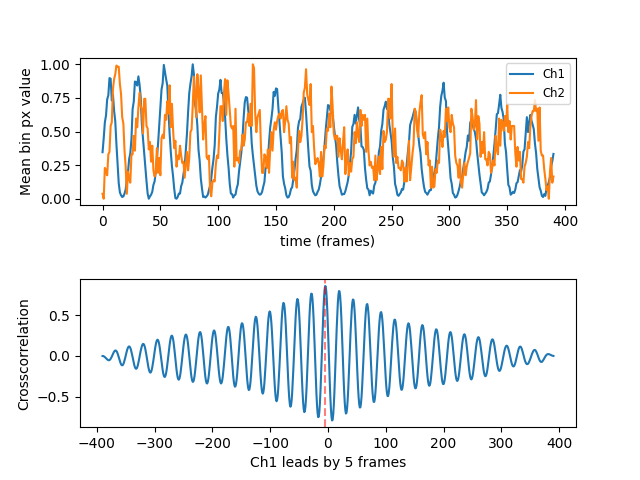 1.00
0.75
0.50
0.25
0.00
Mean bin px value
Ch1
Ch2
0 50 100 150 200 250 300 350 400
time (frames)
0.5
0.0
−0.5
Crosscorrelation
−400 −300 −200 −100 0 100 200 300 400
Ch1 leads by 5 frames